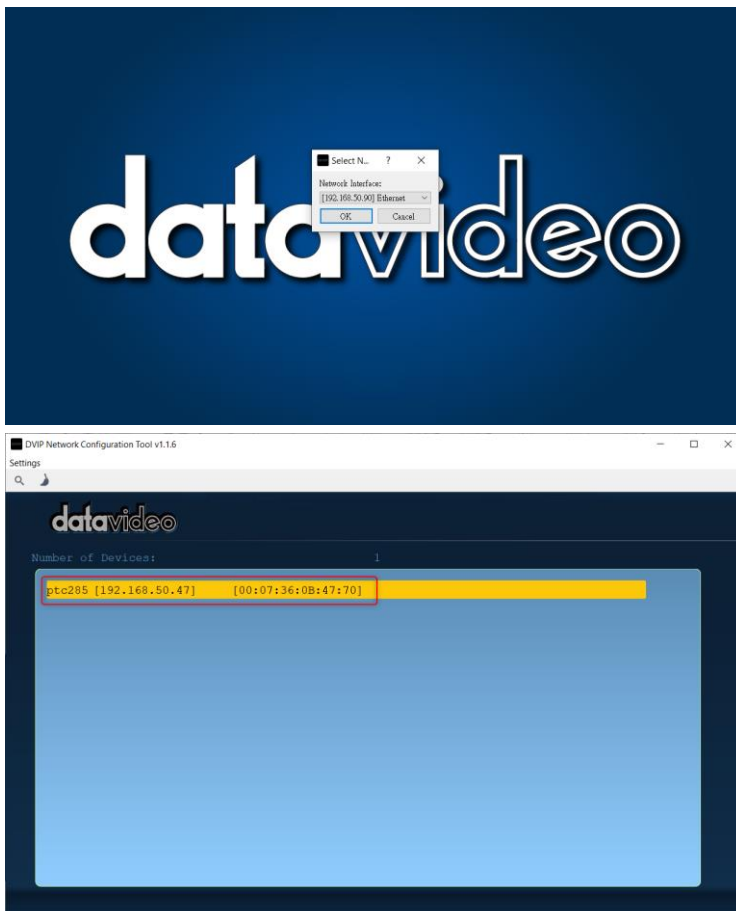 datavideo
Select N... ? X
Network Interface:
[192.168.50.90] Ethernet
OK Cancel
DVIP Network Configuration Tool v1.1.6
Settings
datavideo
Number of Devices: 1
ptc285 [192.168.50.47] [00:07:36:0B:47:70]